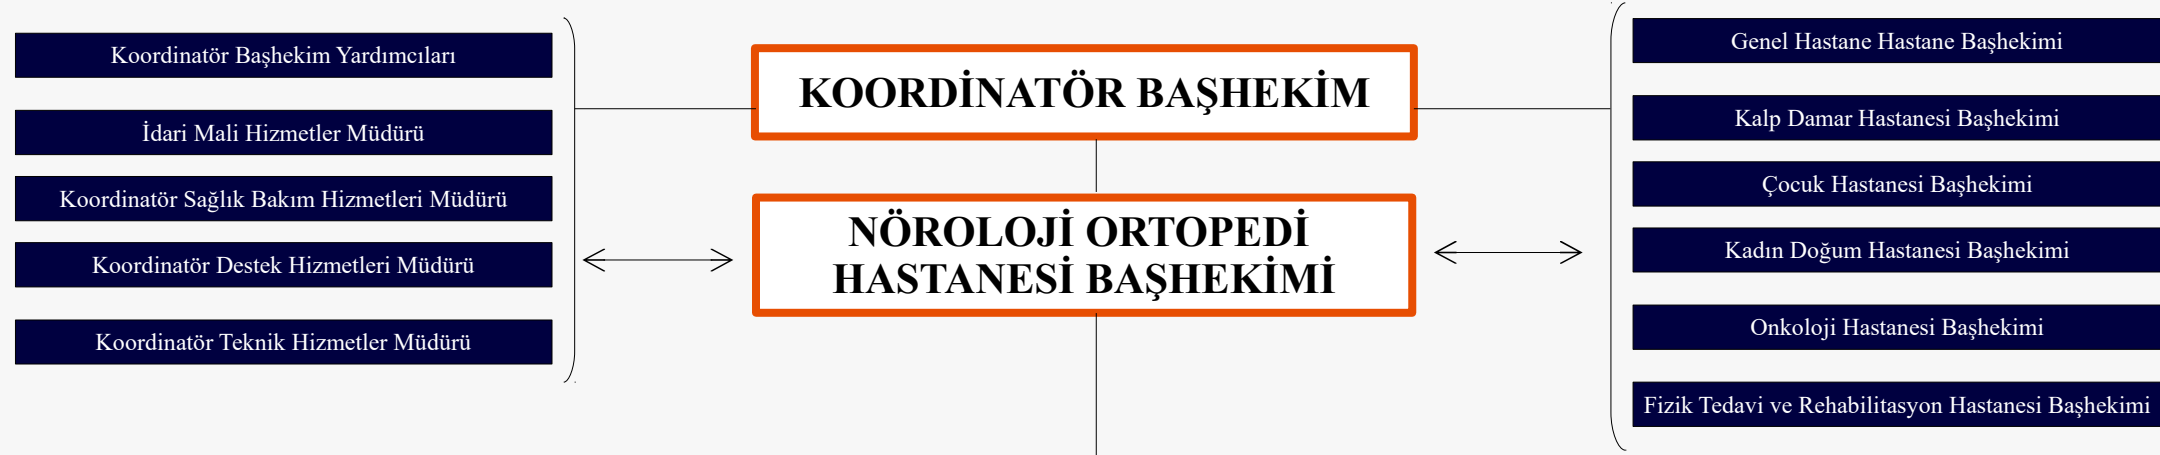 Koordinatör Başhekim Yardımcıları
İdari Mali Hizmetler Müdürü
Koordinatör Sağlık Bakım Hizmetleri Müdürü
Koordinatör Destek Hizmetleri Müdürü
Koordinatör Teknik Hizmetler Müdürü
KOORDİNATÖR BAŞHEKİM
NÖROLOJİ ORTOPEDİ
HASTANESİ BAŞHEKİMİ
Genel Hastane Hastane Başhekimi
Kalp Damar Hastanesi Başhekimi
Çocuk Hastanesi Başhekimi
Kadın Doğum Hastanesi Başhekimi
Onkoloji Hastanesi Başhekimi
Fizik Tedavi ve Rehabilitasyon Hastanesi Başhekimi